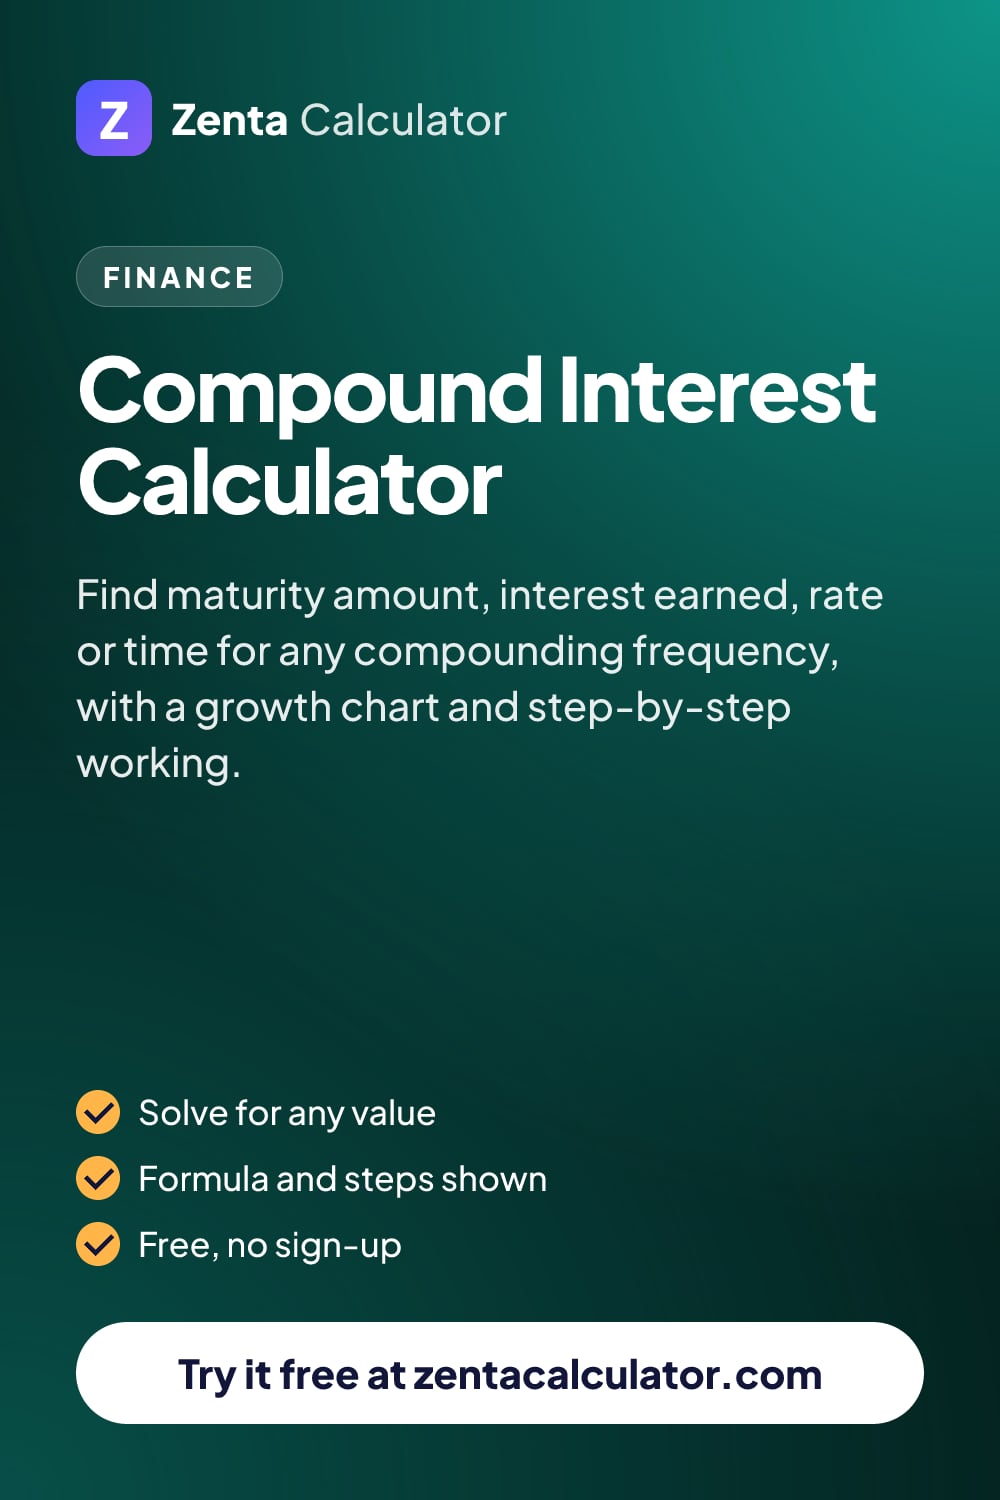 Z Zenta Calculator
FINANCE
Compound Interest
Calculator
Find maturity amount, interest earned, rate
or time for any compounding frequency,
with a growth chart and step-by-step
working.
Solve for any value
Formula and steps shown
Free, no sign-up
Try it free at zentacalculator.com